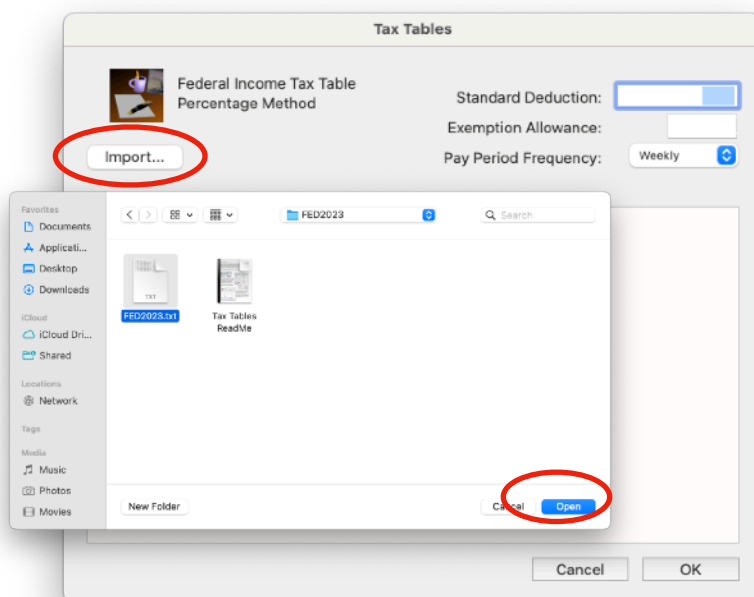 Tax Tables
Federal Income Tax Table
Percentage Method
Standard Deduction:
Exemption Allowance:
Import...
Pay Period Frequency:
Weekly
Favorites
Documents
Applicati...
Desktop
Downloads
iCloud
iCloud Dri...
Shared
Locations
Network
Tags
Media
Music
Photos
Movies
FED2023
Search
TXT
FED2023.txt
Tax Tables
ReadMe
New Folder
Cancel
Open
Cancel
OK